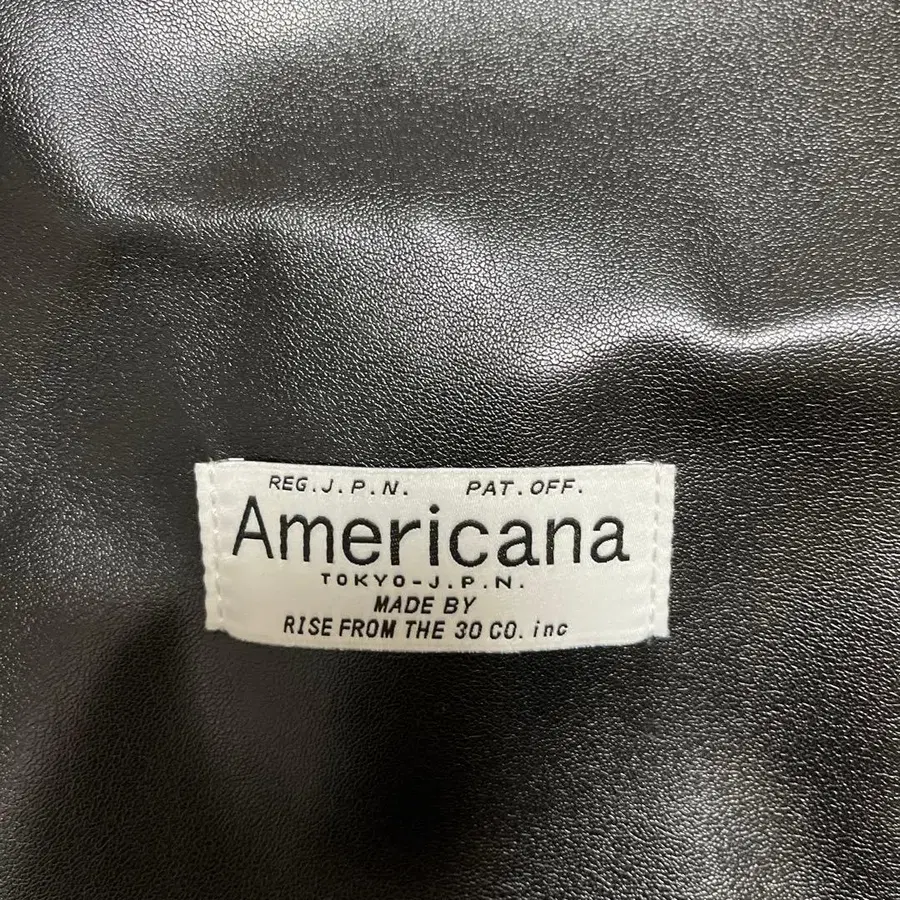 REG.J.P.N. PAT.OFF.
Americana
TOKYO-J.P.N.
MADE BY
RISE FROM THE 30 CO. inc